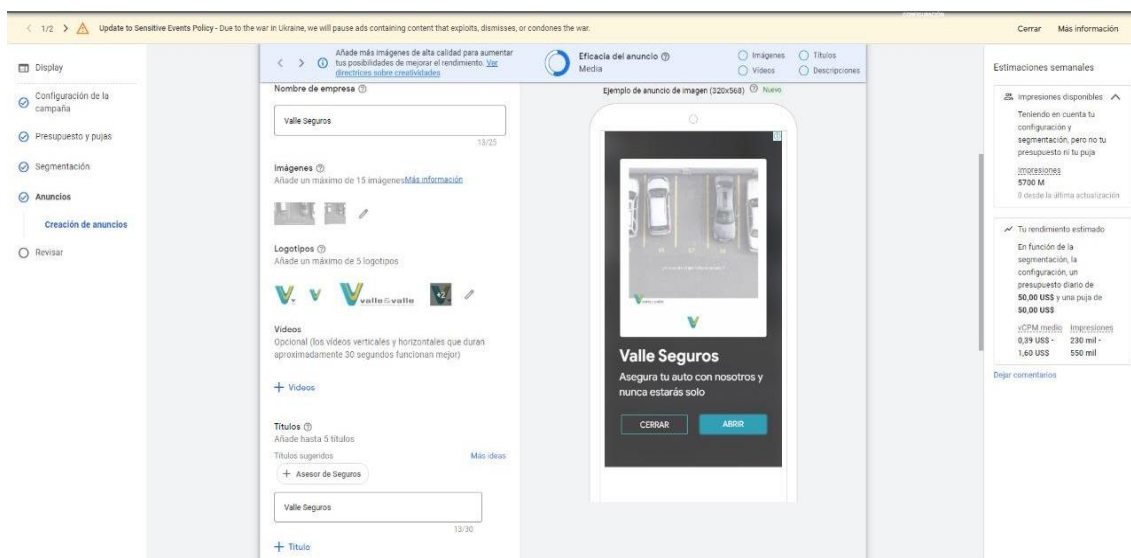 CONFIGURACIÓN
1/2 Update to Sensitive Events Policy - Due to the war in Ukraine, we will pause ads containing content that exploits, dismisses, or condones the war.
Cerrar Más información
Display
Configuración de la
campaña
Presupuesto y pujas
Segmentación
Anuncios
Creación de anuncios
Revisar
Añade más imágenes de alta calidad para aumentar
tus posibilidades de mejorar el rendimiento. Ver
directrices sobre creatividades
Eficacia del anuncio
Media
Imágenes
Títulos
Vídeos
Descripciones
Nombre de empresa
Valle Seguros
13/25
Imágenes
Añade un máximo de 15 imágenesMás información
Logotipos
Añade un máximo de 5 logotipos
valle&valle
+2
Vídeos
Opcional (los vídeos verticales y horizontales que duran
aproximadamente 30 segundos funcionan mejor)
+ Vídeos
Títulos
Añade hasta 5 títulos
Títulos sugeridos
Más ideas
+ Asesor de Seguros
Valle Seguros
13/30
+ Título
Ejemplo de anuncio de imagen (320x568) Nuevo
Valle Seguros
Asegura tu auto con nosotros y
nunca estarás solo
CERRAR
ABRIR
Estimaciones semanales
Impresiones disponibles
Teniendo en cuenta tu
configuración y
segmentación, pero no tu
presupuesto ni tu puja
Impresiones
5700 M
0 desde la última actualización
Tu rendimiento estimado
En función de la
segmentación, la
configuración, un
presupuesto diario de
50,00 US$ y una puja de
50,00 US$
vCPM medio Impresiones
0,39 US$ - 230 mil -
1,60 US$ 550 mil
Dejar comentarios